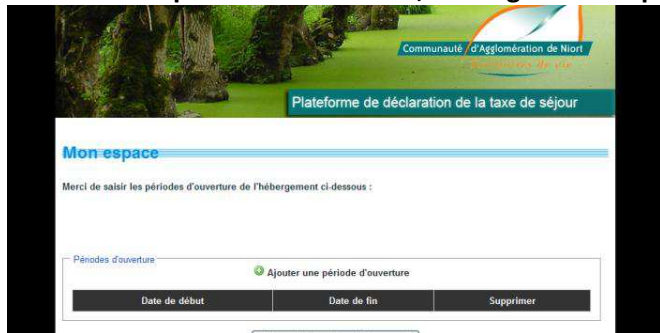 Communauté d'Agglomération de Niort
Plateforme de déclaration de la taxe de séjour
Mon espace
Merci de saisir les périodes d'ouverture de l'hébergement ci-dessous :
Périodes d'ouverture
Ajouter une période d'ouverture
Date de début Date de fin Supprimer